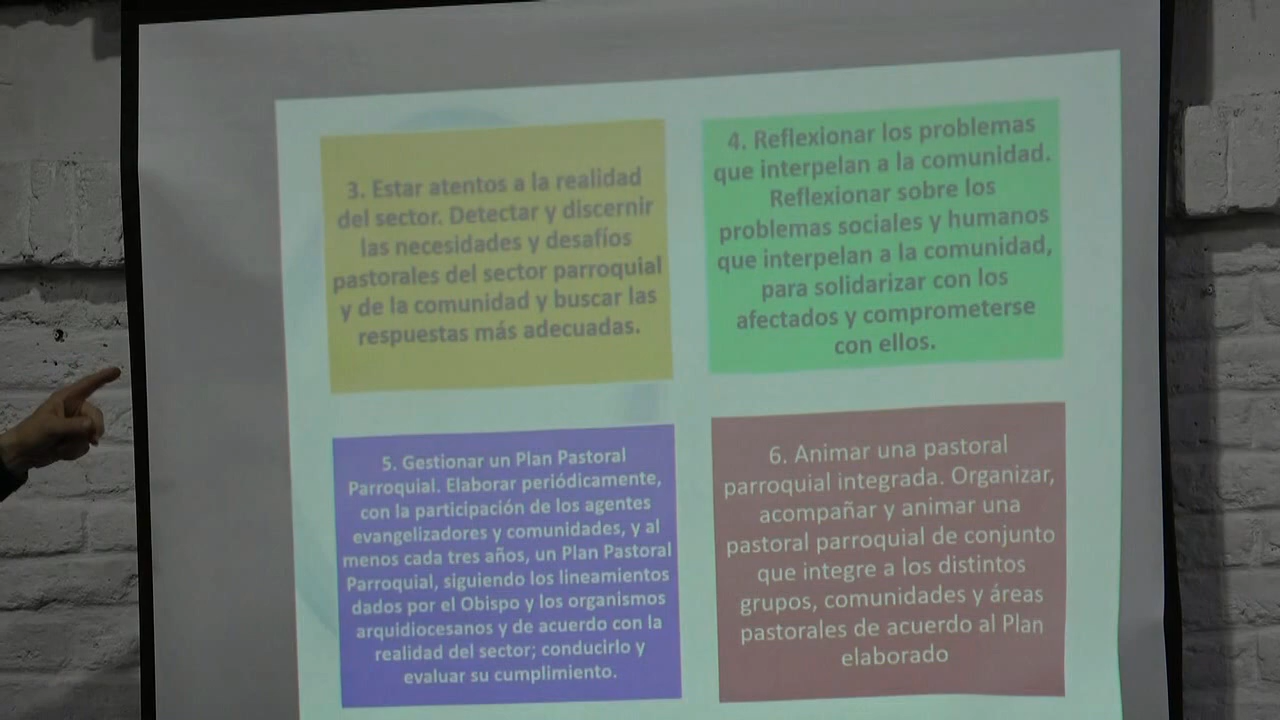 3. Estar atentos a la realidad
del sector. Detectar y discernir
las necesidades y desafíos
pastorales del sector parroquial
y de la comunidad y buscar las
respuestas más adecuadas.
4. Reflexionar los problemas
que interpelan a la comunidad.
Reflexionar sobre los
problemas sociales y humanos
que interpelan a la comunidad,
para solidarizar con los
afectados y comprometerse
con ellos.
5. Gestionar un Plan Pastoral
Parroquial. Elaborar periódicamente,
con la participación de los agentes
evangelizadores y comunidades, y al
menos cada tres años, un Plan Pastoral
Parroquial, siguiendo los lineamientos
dados por el Obispo y los organismos
arquidiocesanos y de acuerdo con la
realidad del sector; conducirlo y
evaluar su cumplimiento.
6. Animar una pastoral
parroquial integrada. Organizar,
acompañar y animar una
pastoral parroquial de conjunto
que integre a los distintos
grupos, comunidades y áreas
pastorales de acuerdo al Plan
elaborado